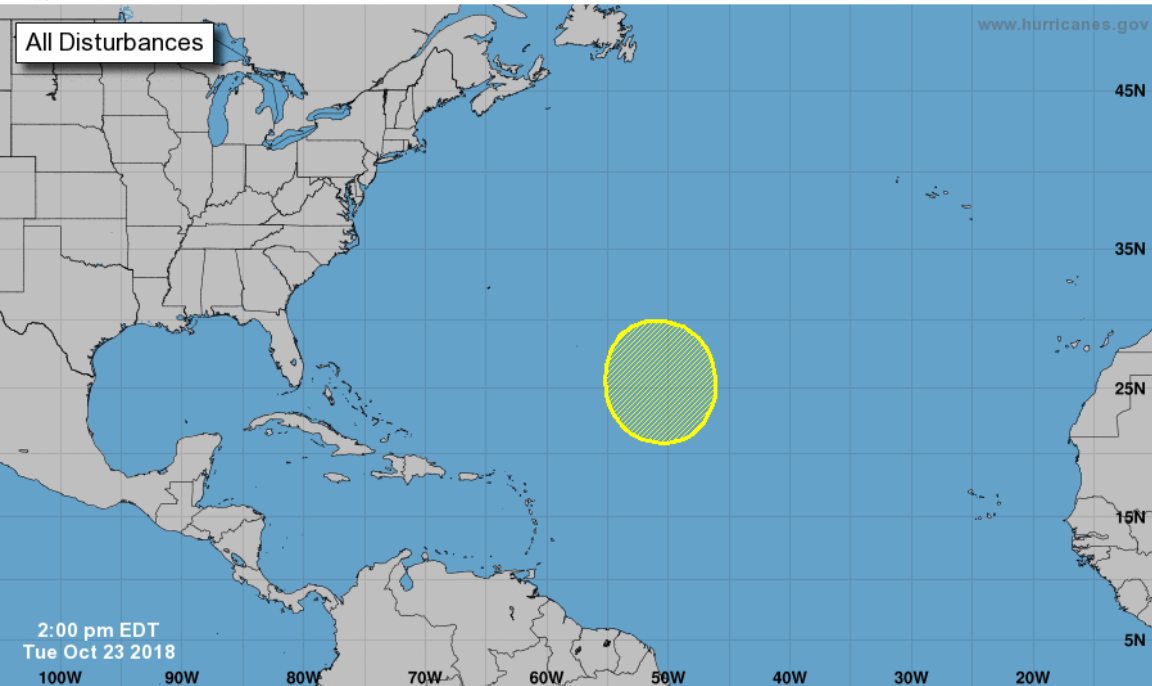 All Disturbances
www.hurricanes.gov
45N
35N
25N
15N
5N
2:00 pm EDT
Tue Oct 23 2018
100W 90W 80W 70W 60W 50W 40W 30W 20W